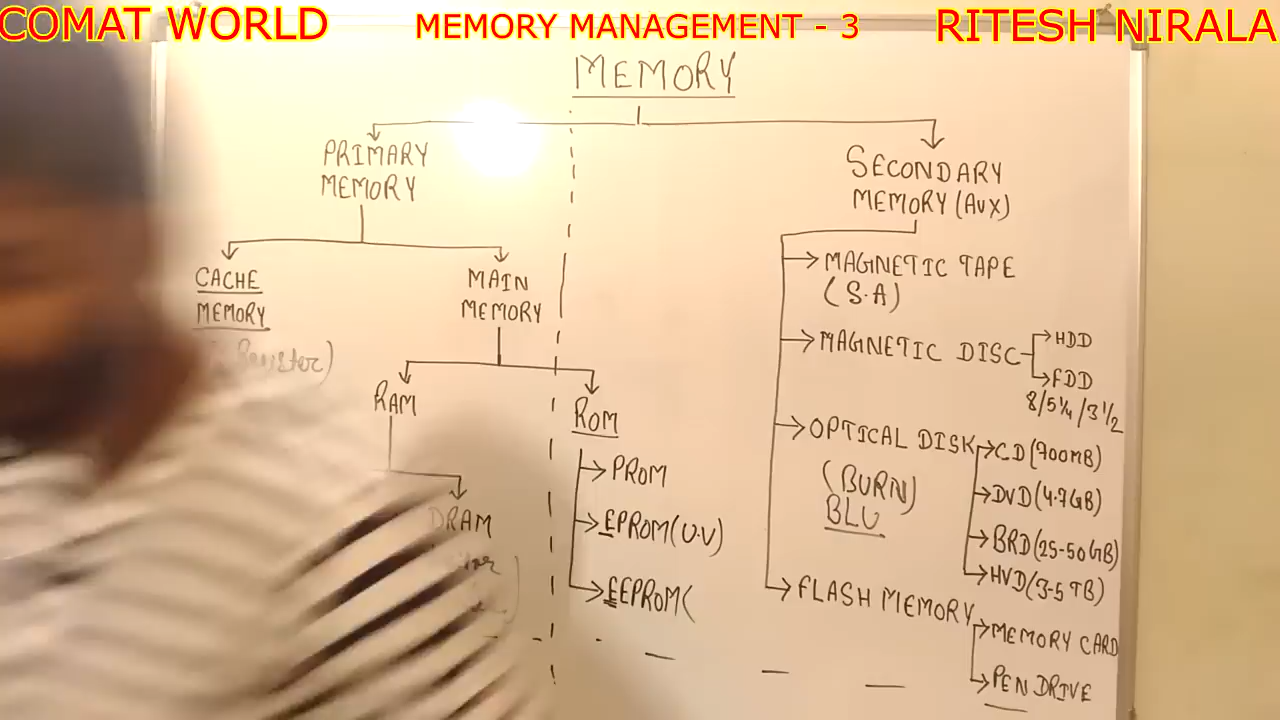 COMAT WORLD
MEMORY MANAGEMENT - 3
RITESH NIRALA
MEMORY
PRIMARY
MEMORY
CACHE
MEMORY
MAIN
MEMORY
RAM
DRAM
ROM
PROM
EPROM(U.V)
EEPROM(
SECONDARY
MEMORY (AUX)
MAGNETIC TAPE
(S.A)
MAGNETIC DISC
HDD
FDD
8/5¼/3½
OPTICAL DISK
(BURN)
BLU
CD(700MB)
DVD(4.7GB)
BRD(25-50GB)
HVD(3-5TB)
FLASH MEMORY
MEMORY CARD
PEN DRIVE